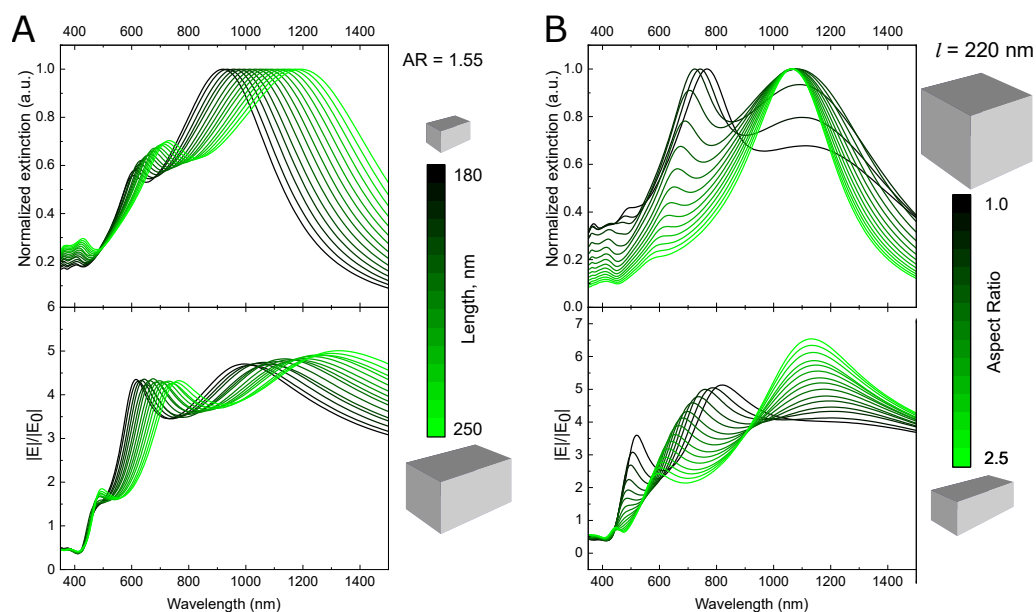 A
400 600 800 1000 1200 1400
1.0
0.8
0.6
0.4
0.2
Normalized extinction (a.u.)
6
5
4
3
2
1
0
|E|/|E0|
400 600 800 1000 1200 1400
Wavelength (nm)
AR = 1.55
180
Length, nm
250
B
400 600 800 1000 1200 1400
1.0
0.8
0.6
0.4
0.2
0.0
Normalized extinction (a.u.)
7
6
5
4
3
2
1
0
|E|/|E0|
400 600 800 1000 1200 1400
Wavelength (nm)
l = 220 nm
1.0
Aspect Ratio
2.5